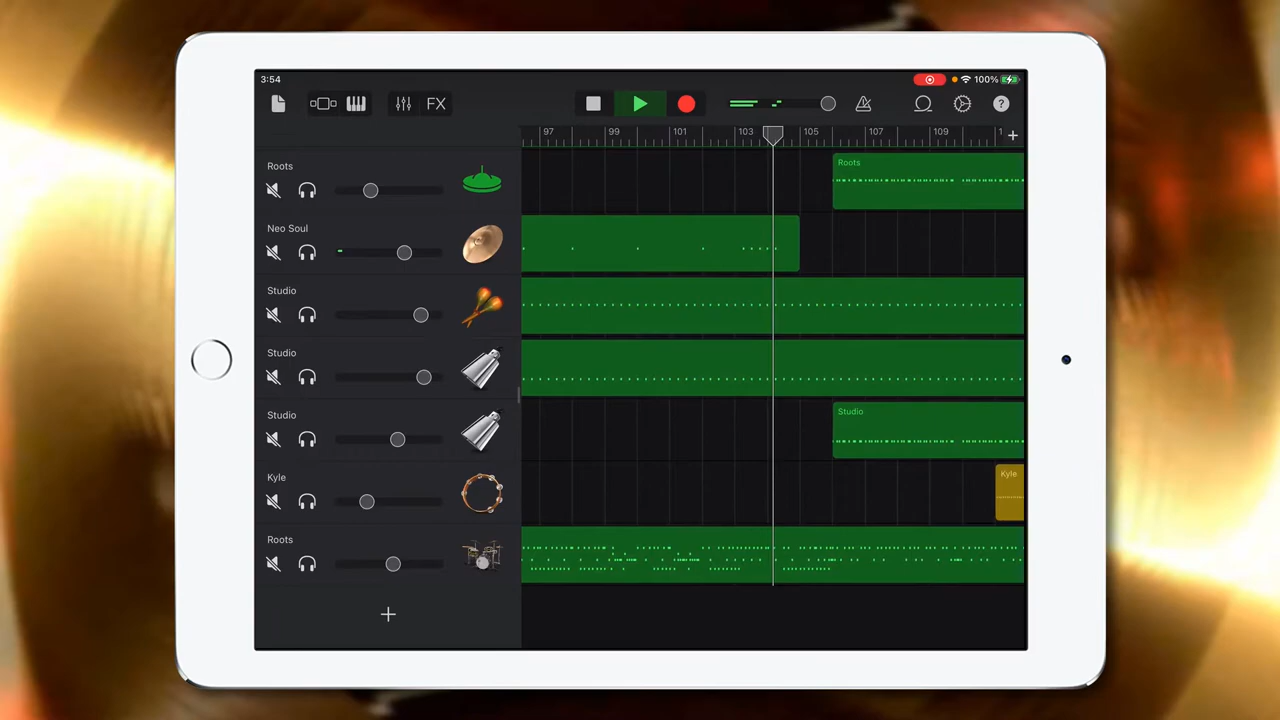 3:54
100%
FX
?
97
99
101
103
105
107
109
1
+
Roots
Roots
Neo Soul
Studio
Studio
Studio
Studio
Kyle
Kyle
Roots
+